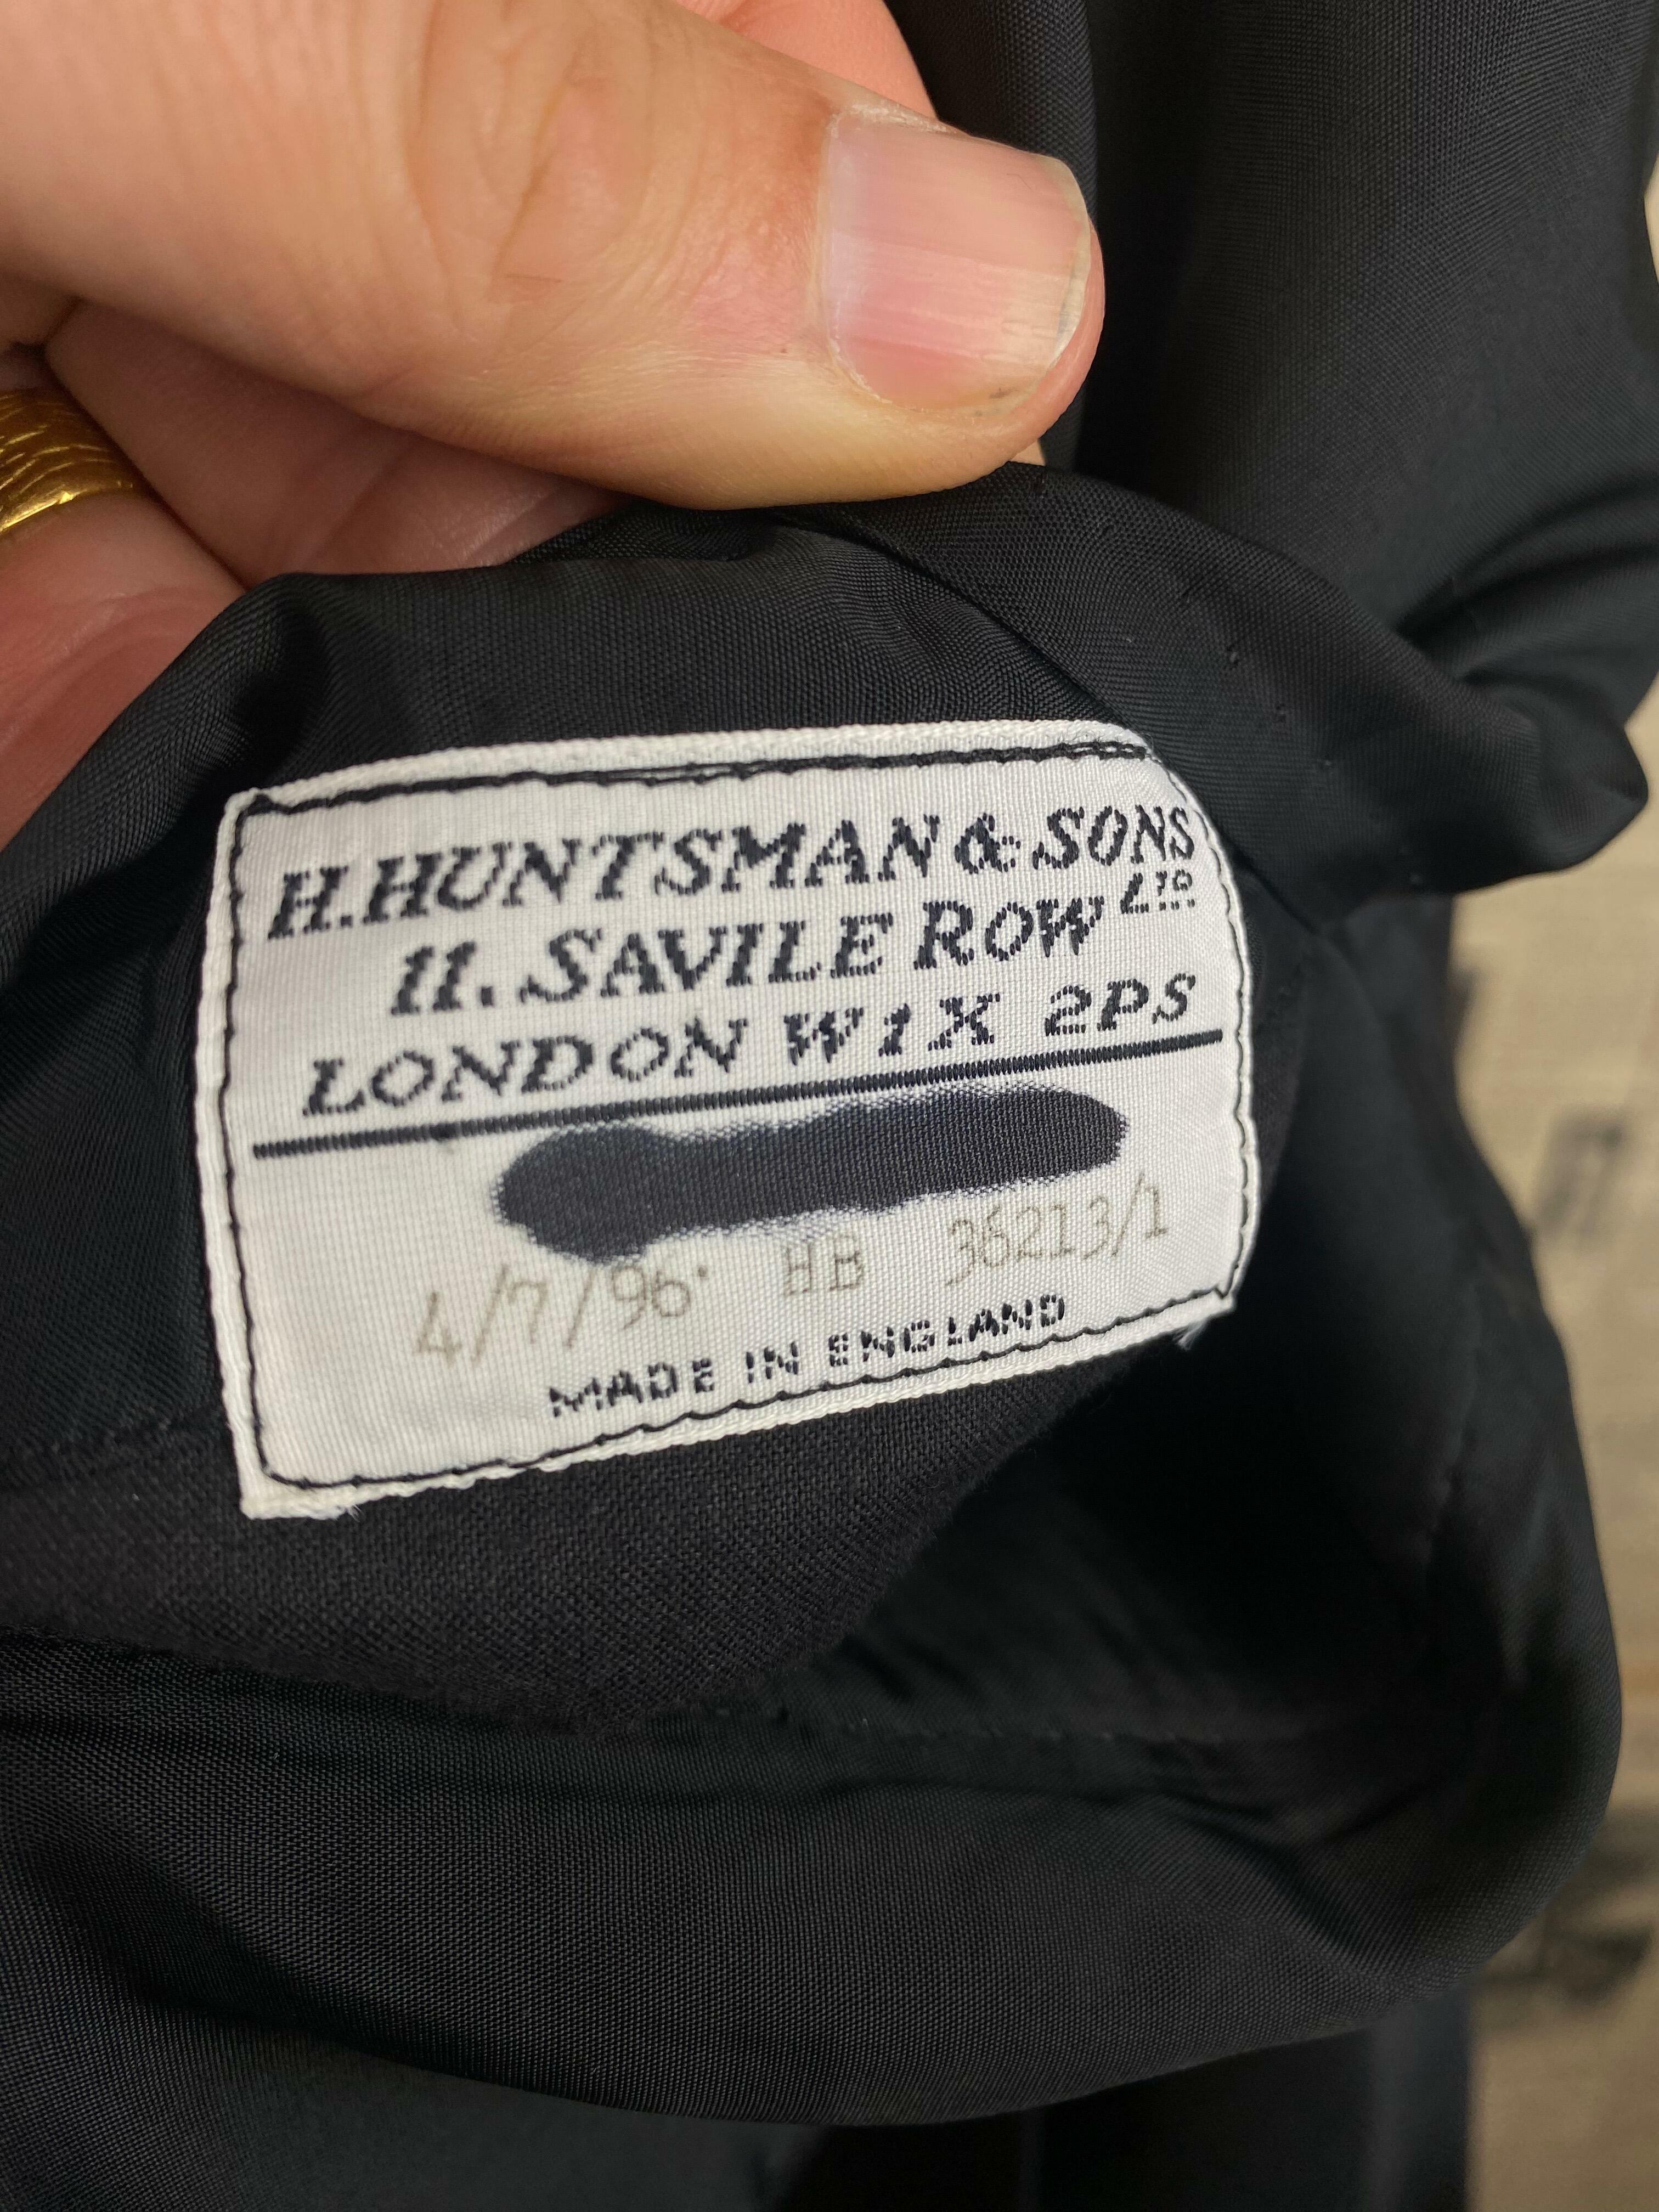 H.HUNTSMAN & SONS LTD
11. SAVILE ROW
LONDON W1X 2PS
4/7/96. HB 36213/1
MADE IN ENGLAND